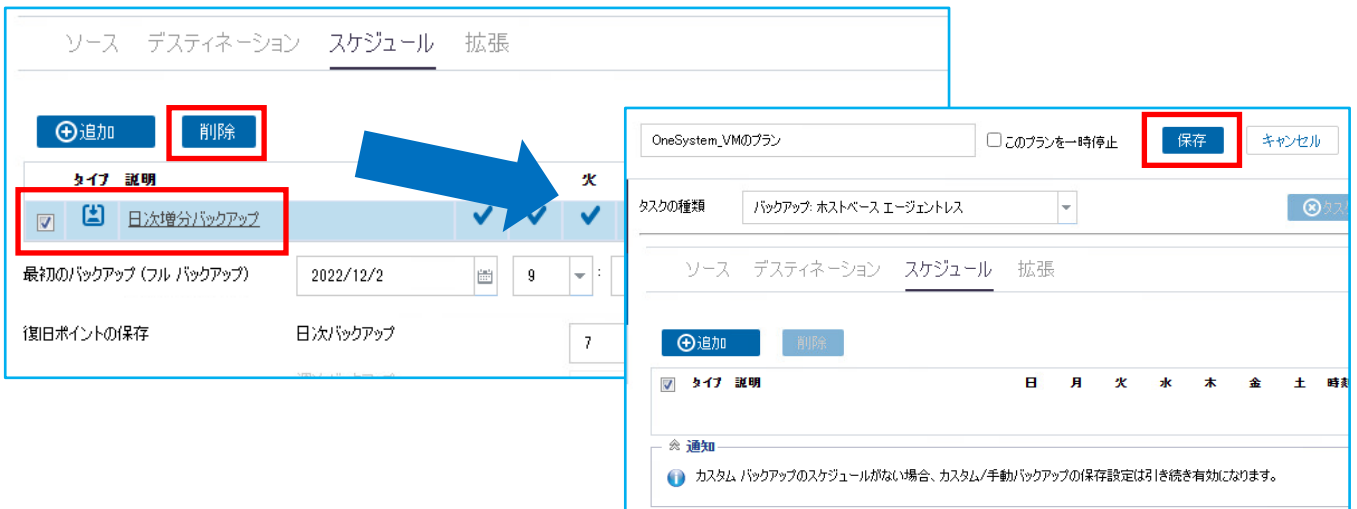 ソース デスティネーション スケジュール 拡張
追加 削除
タイプ 説明 火
日次増分バックアップ
最初のバックアップ (フル バックアップ) 2022/12/2 9 :
復旧ポイントの保存 日次バックアップ 7
OneSystem_VMのプラン このプランを一時停止 保存 キャンセル
タスクの種類 バックアップ: ホストベース エージェントレス タス
ソース デスティネーション スケジュール 拡張
追加 削除
タイプ 説明 日 月 火 水 木 金 土 時刻
通知
カスタム バックアップのスケジュールがない場合、カスタム/手動バックアップの保存設定は引き続き有効になります。